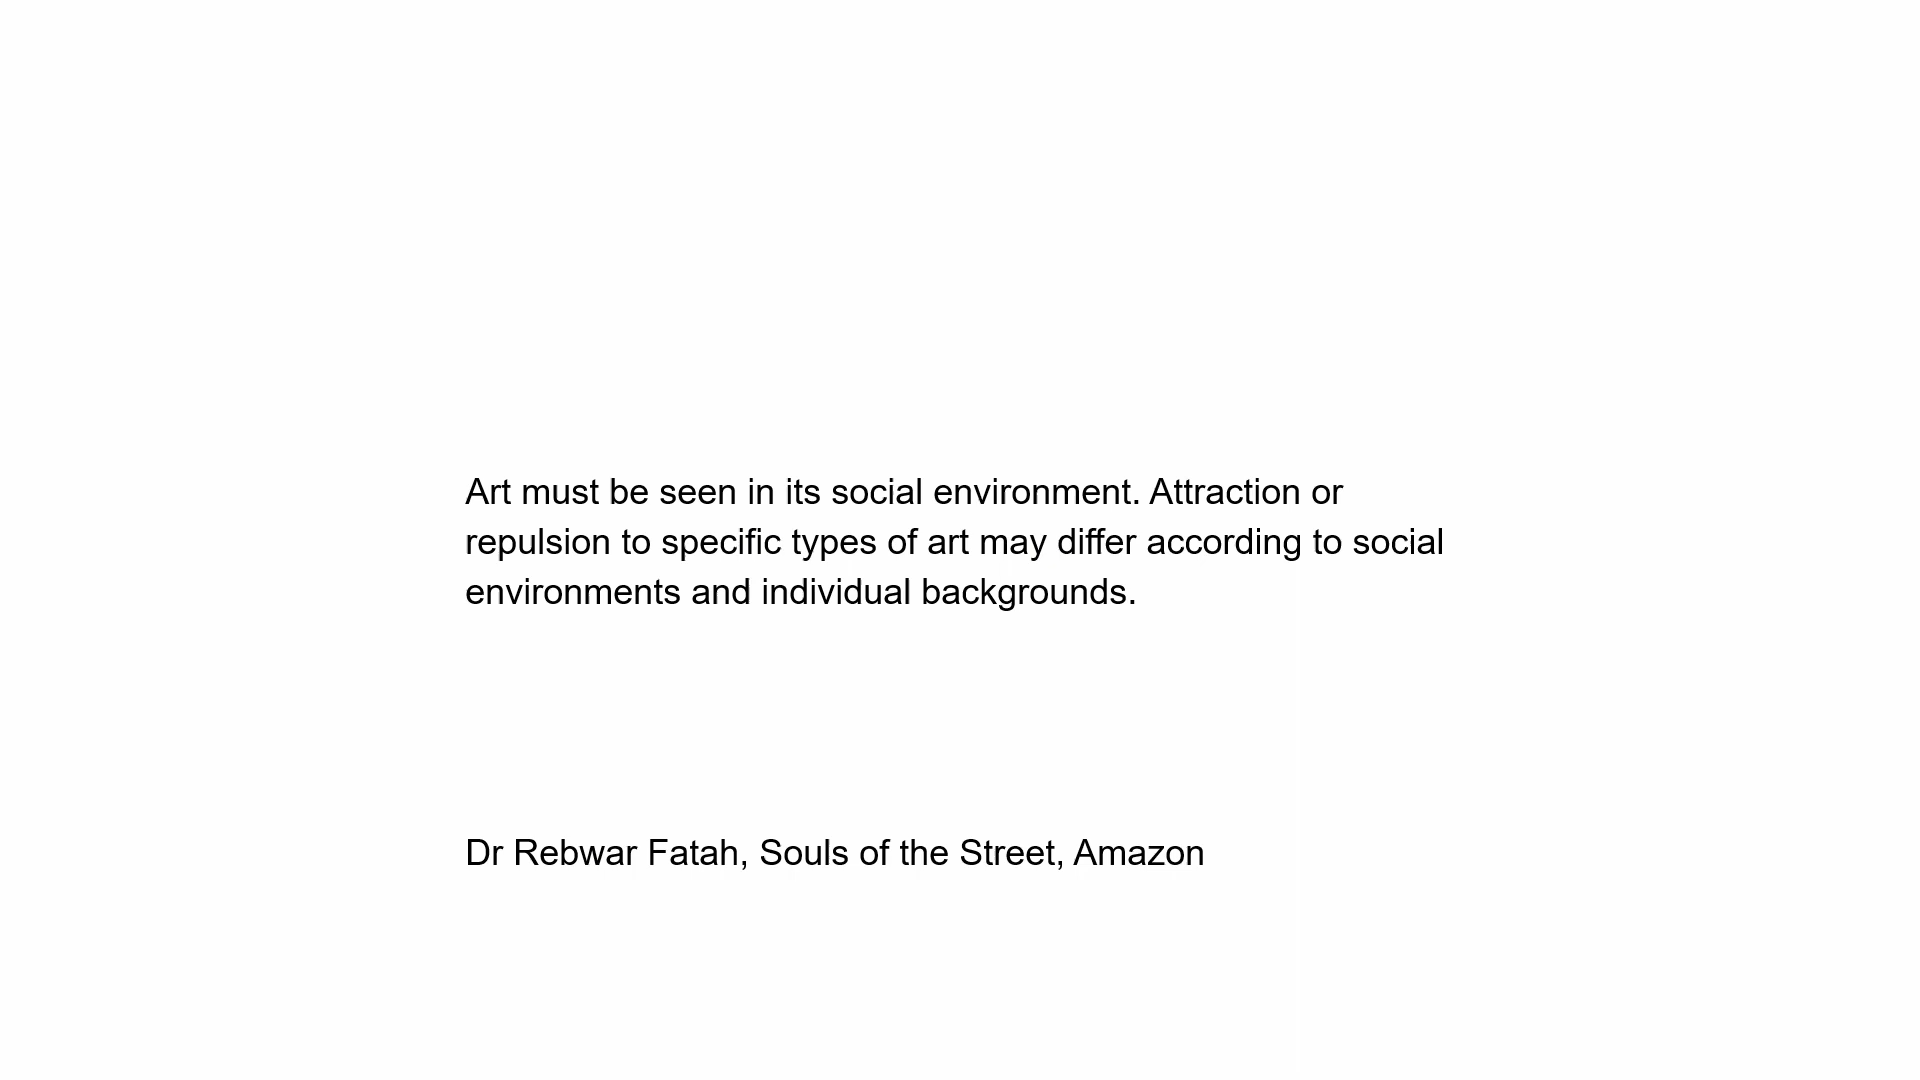 Art must be seen in its social environment. Attraction or
repulsion to specific types of art may differ according to social
environments and individual backgrounds.
Dr Rebwar Fatah, Souls of the Street, Amazon